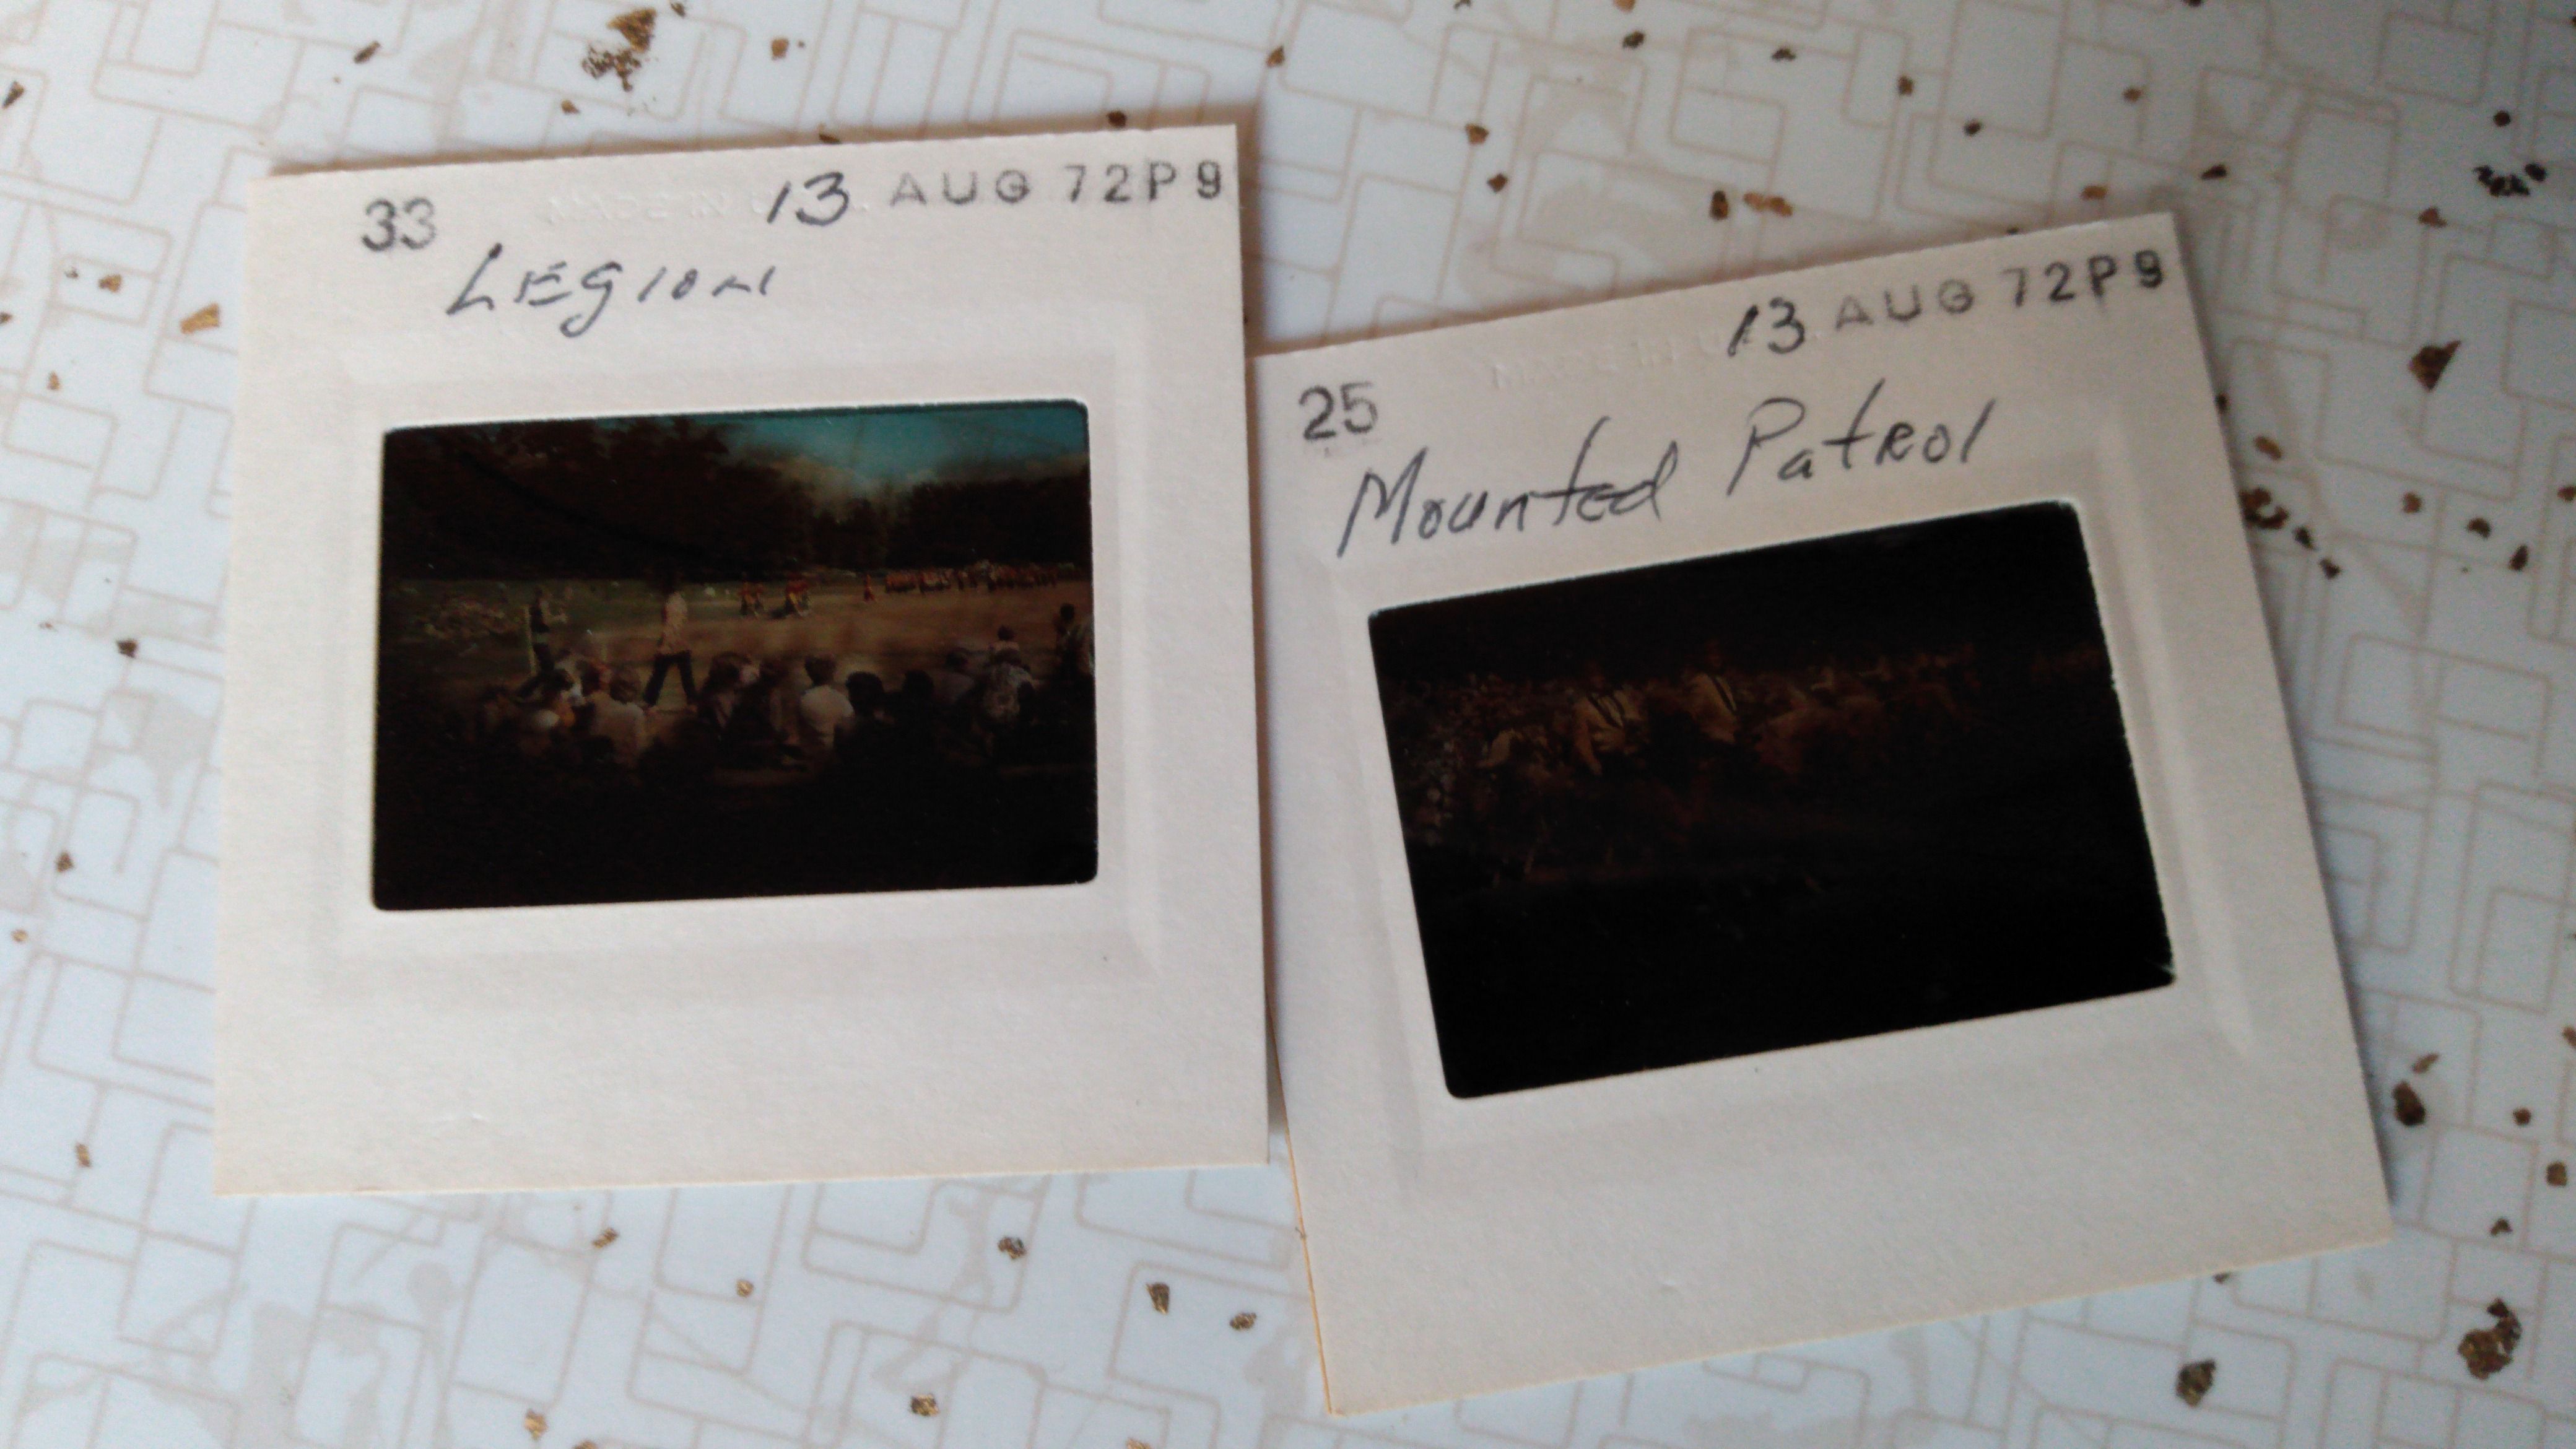 33 13 AUG 72P9
LEgion
13 AUG 72P9
25
Mounted Patrol